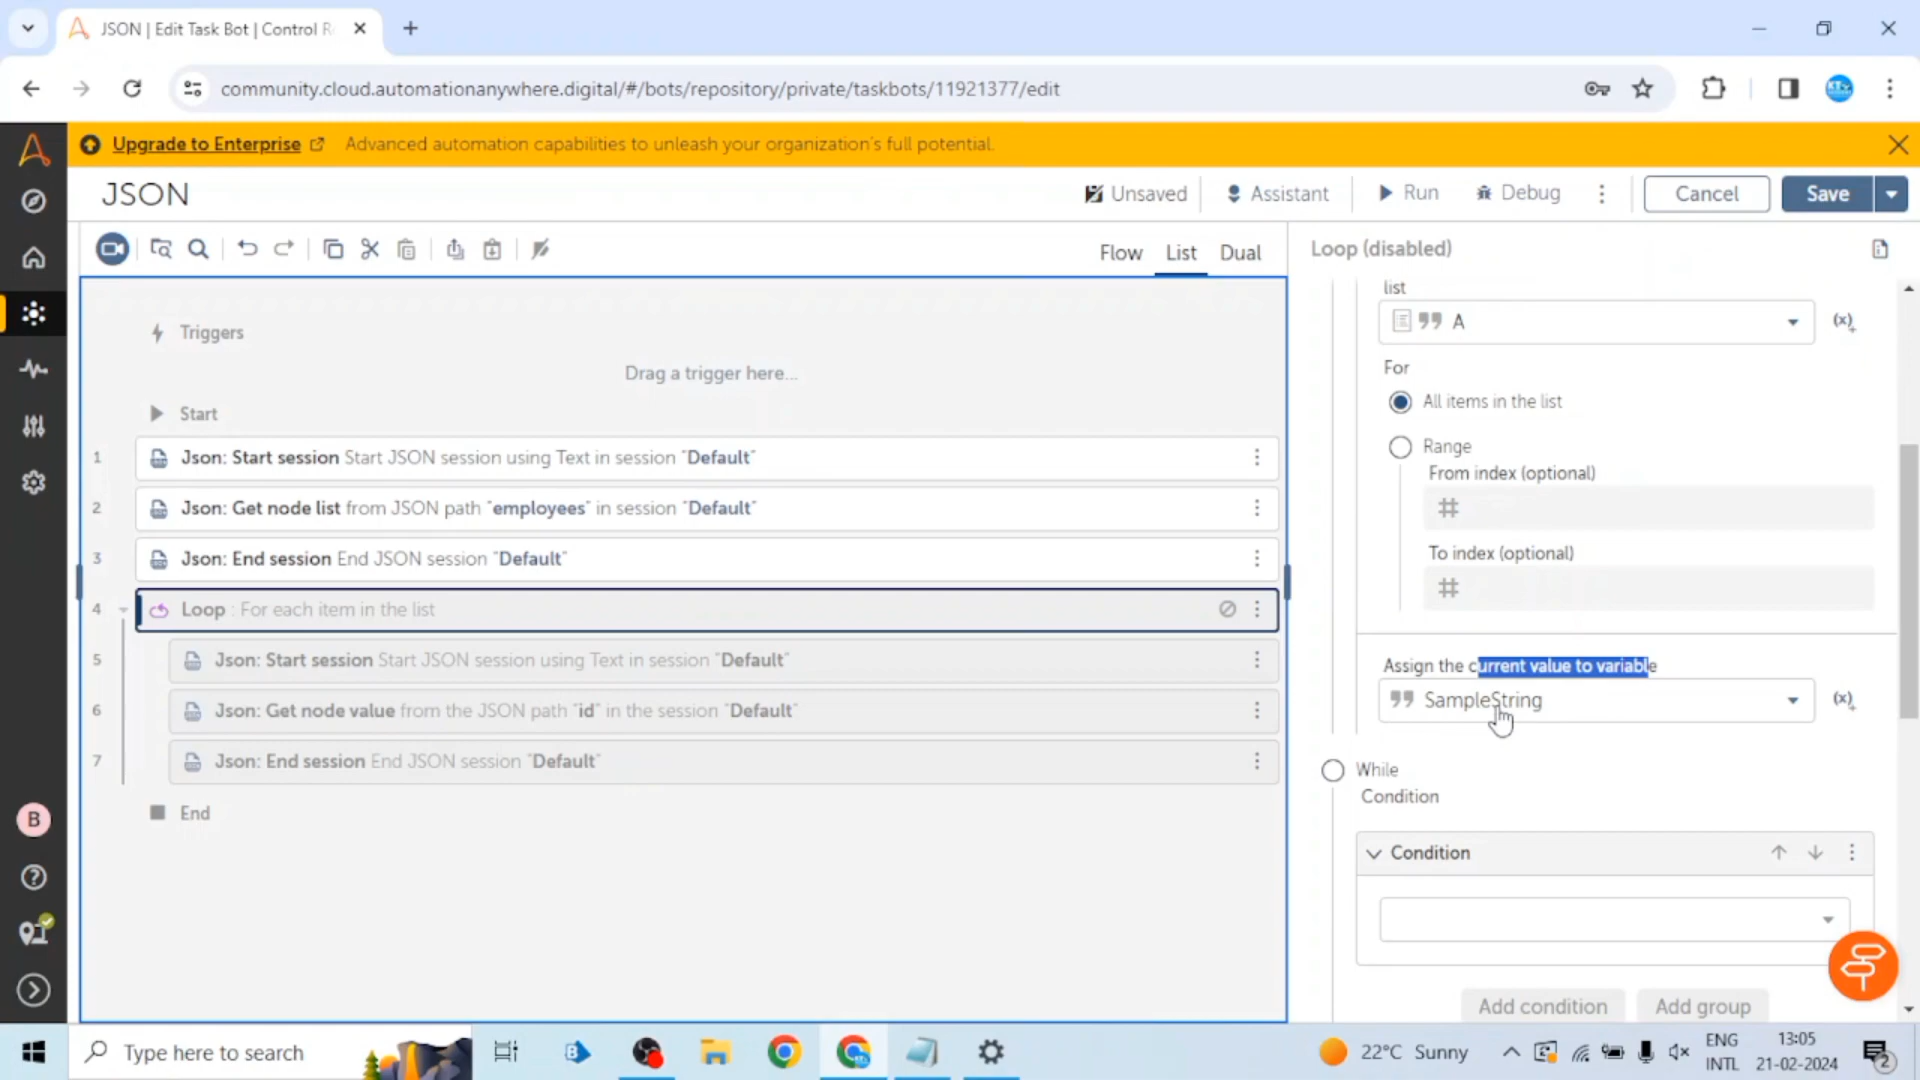 JSON | Edit Task Bot | Control R
community.cloud.automationanywhere.digital/#/bots/repository/private/taskbots/11921377/edit
Upgrade to Enterprise Advanced automation capabilities to unleash your organization's full potential.
JSON
Unsaved
Assistant
Run
Debug
Cancel
Save
Flow
List
Dual
Loop (disabled)
Triggers
Drag a trigger here...
Start
1 Json: Start session Start JSON session using Text in session "Default"
2 Json: Get node list from JSON path "employees" in session "Default"
3 Json: End session End JSON session "Default"
4 Loop : For each item in the list
5 Json: Start session Start JSON session using Text in session "Default"
6 Json: Get node value from the JSON path "id" in the session "Default"
7 Json: End session End JSON session "Default"
End
list
A
(x)
For
All items in the list
Range
From index (optional)
#
To index (optional)
#
Assign the current value to variable
SampleString
(x)
While
Condition
Condition
Add condition
Add group
B
Type here to search
22°C Sunny
ENG
INTL
13:05
21-02-2024
2